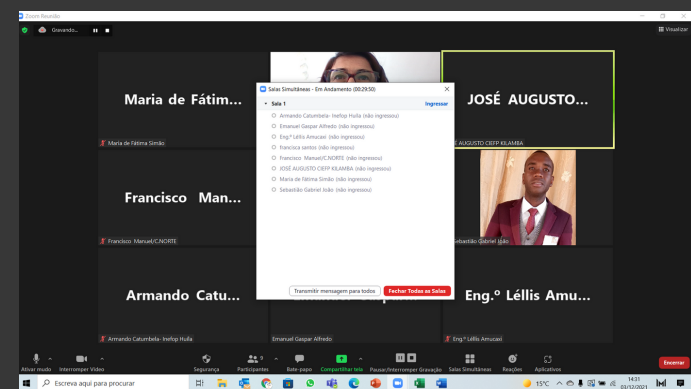 Zoom Reunião
Gravando...
Visualizar
Maria de Fátim...
Maria de Fátima Simão
JOSÉ AUGUSTO...
JOSÉ AUGUSTO CIEFP KILAMBA
Salas Simultâneas - Em Andamento (00:29:50)
Sala 1
Ingressar
Armando Catumbela- Inefop Huila (não ingressou)
Emanuel Gaspar Alfredo (não ingressou)
Eng.º Léllis Amucaxi (não ingressou)
francisca santos (não ingressou)
Francisco Manuel/C.NORTE (não ingressou)
JOSÉ AUGUSTO CIEFP KILAMBA (não ingressou)
Maria de Fátima Simão (não ingressou)
Sebastião Gabriel João (não ingressou)
Transmitir mensagem para todos
Fechar Todas as Salas
Francisco Man...
Francisco Manuel/C.NORTE
Sebastião Gabriel João
Armando Catu...
Armando Catumbela- Inefop Huila
Emanuel Gaspar Alfredo
Eng.º Léllis Amu...
Eng.º Léllis Amucaxi
Ativar mudo
Interromper Vídeo
Segurança
9
Participantes
Bate-papo
Compartilhar tela
Pausar/Interromper Gravação
Salas Simultâneas
Reações
Aplicativos
Encerrar
Escreva aqui para procurar
15°C
14:31
03/12/2021